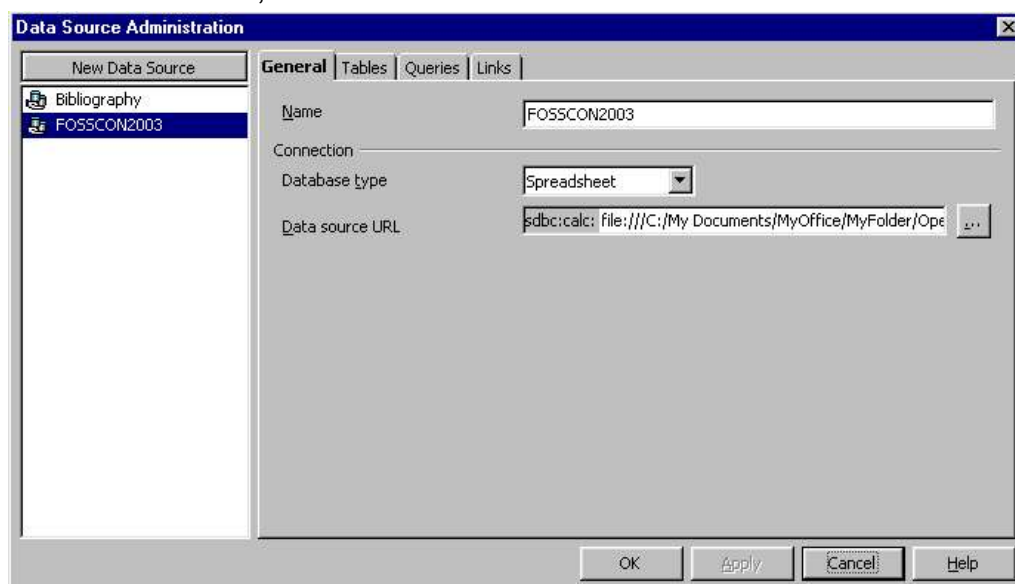 Data Source Administration
New Data Source
Bibliography
FOSSCON2003
General Tables Queries Links
Name FOSSCON2003
Connection
Database type Spreadsheet
Data source URL sdbc:calc: file:///C:/My Documents/MyOffice/MyFolder/Ope ...
OK Apply Cancel Help